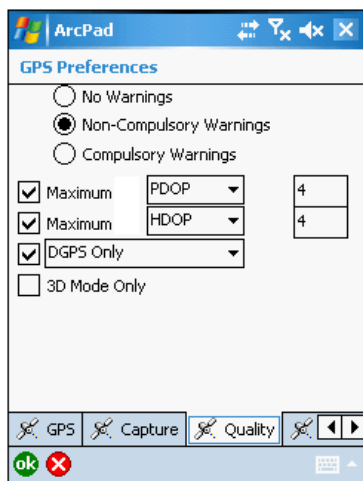 ArcPad
GPS Preferences
No Warnings
Non-Compulsory Warnings
Compulsory Warnings
Maximum PDOP 4
Maximum HDOP 4
DGPS Only
3D Mode Only
GPS Capture Quality
ok